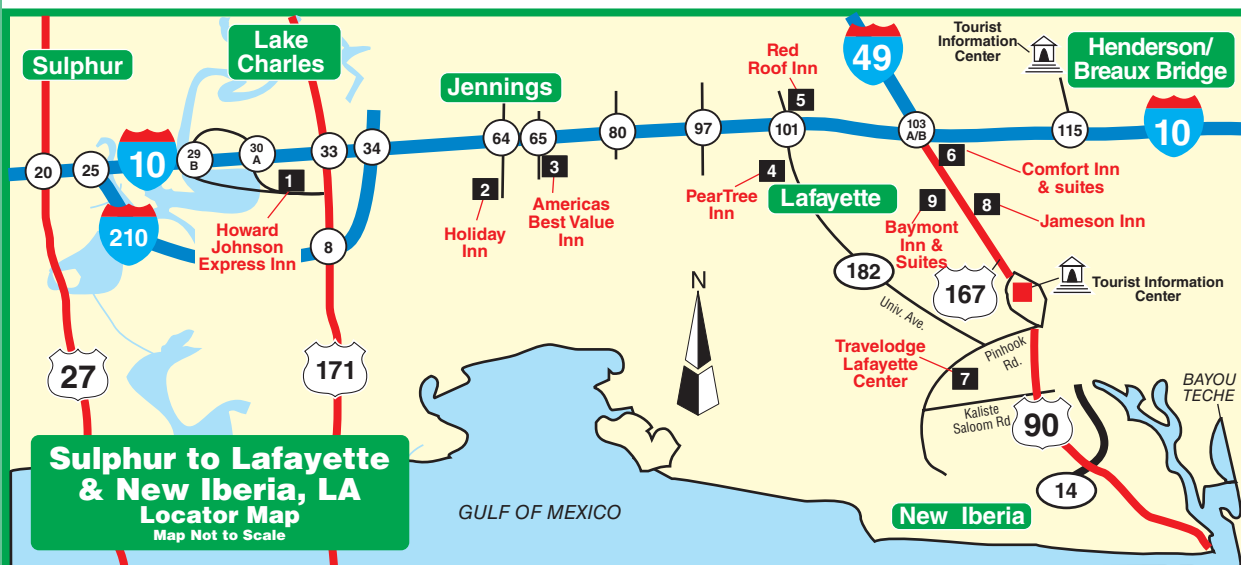 Sulphur
Lake
Charles
Jennings
Red
Roof Inn
49
Tourist
Information
Center
Henderson/
Breaux Bridge
5
20
25
10
29
B
30
A
33
34
64
65
80
97
101
103
A/B
115
10
1
2
3
4
6
210
Howard
Johnson
Express Inn
8
Holiday
Inn
Americas
Best Value
Inn
PearTree
Inn
Lafayette
Comfort Inn
& suites
9
8
Baymont
Inn &
Suites
Jameson Inn
182
167
Tourist Information
Center
N
Univ. Ave.
Pinhook
Rd.
Travelodge
Lafayette
Center
7
27
171
Kaliste
Saloom Rd
90
BAYOU
TECHE
14
New Iberia
GULF OF MEXICO
Sulphur to Lafayette
& New Iberia, LA
Locator Map
Map Not to Scale